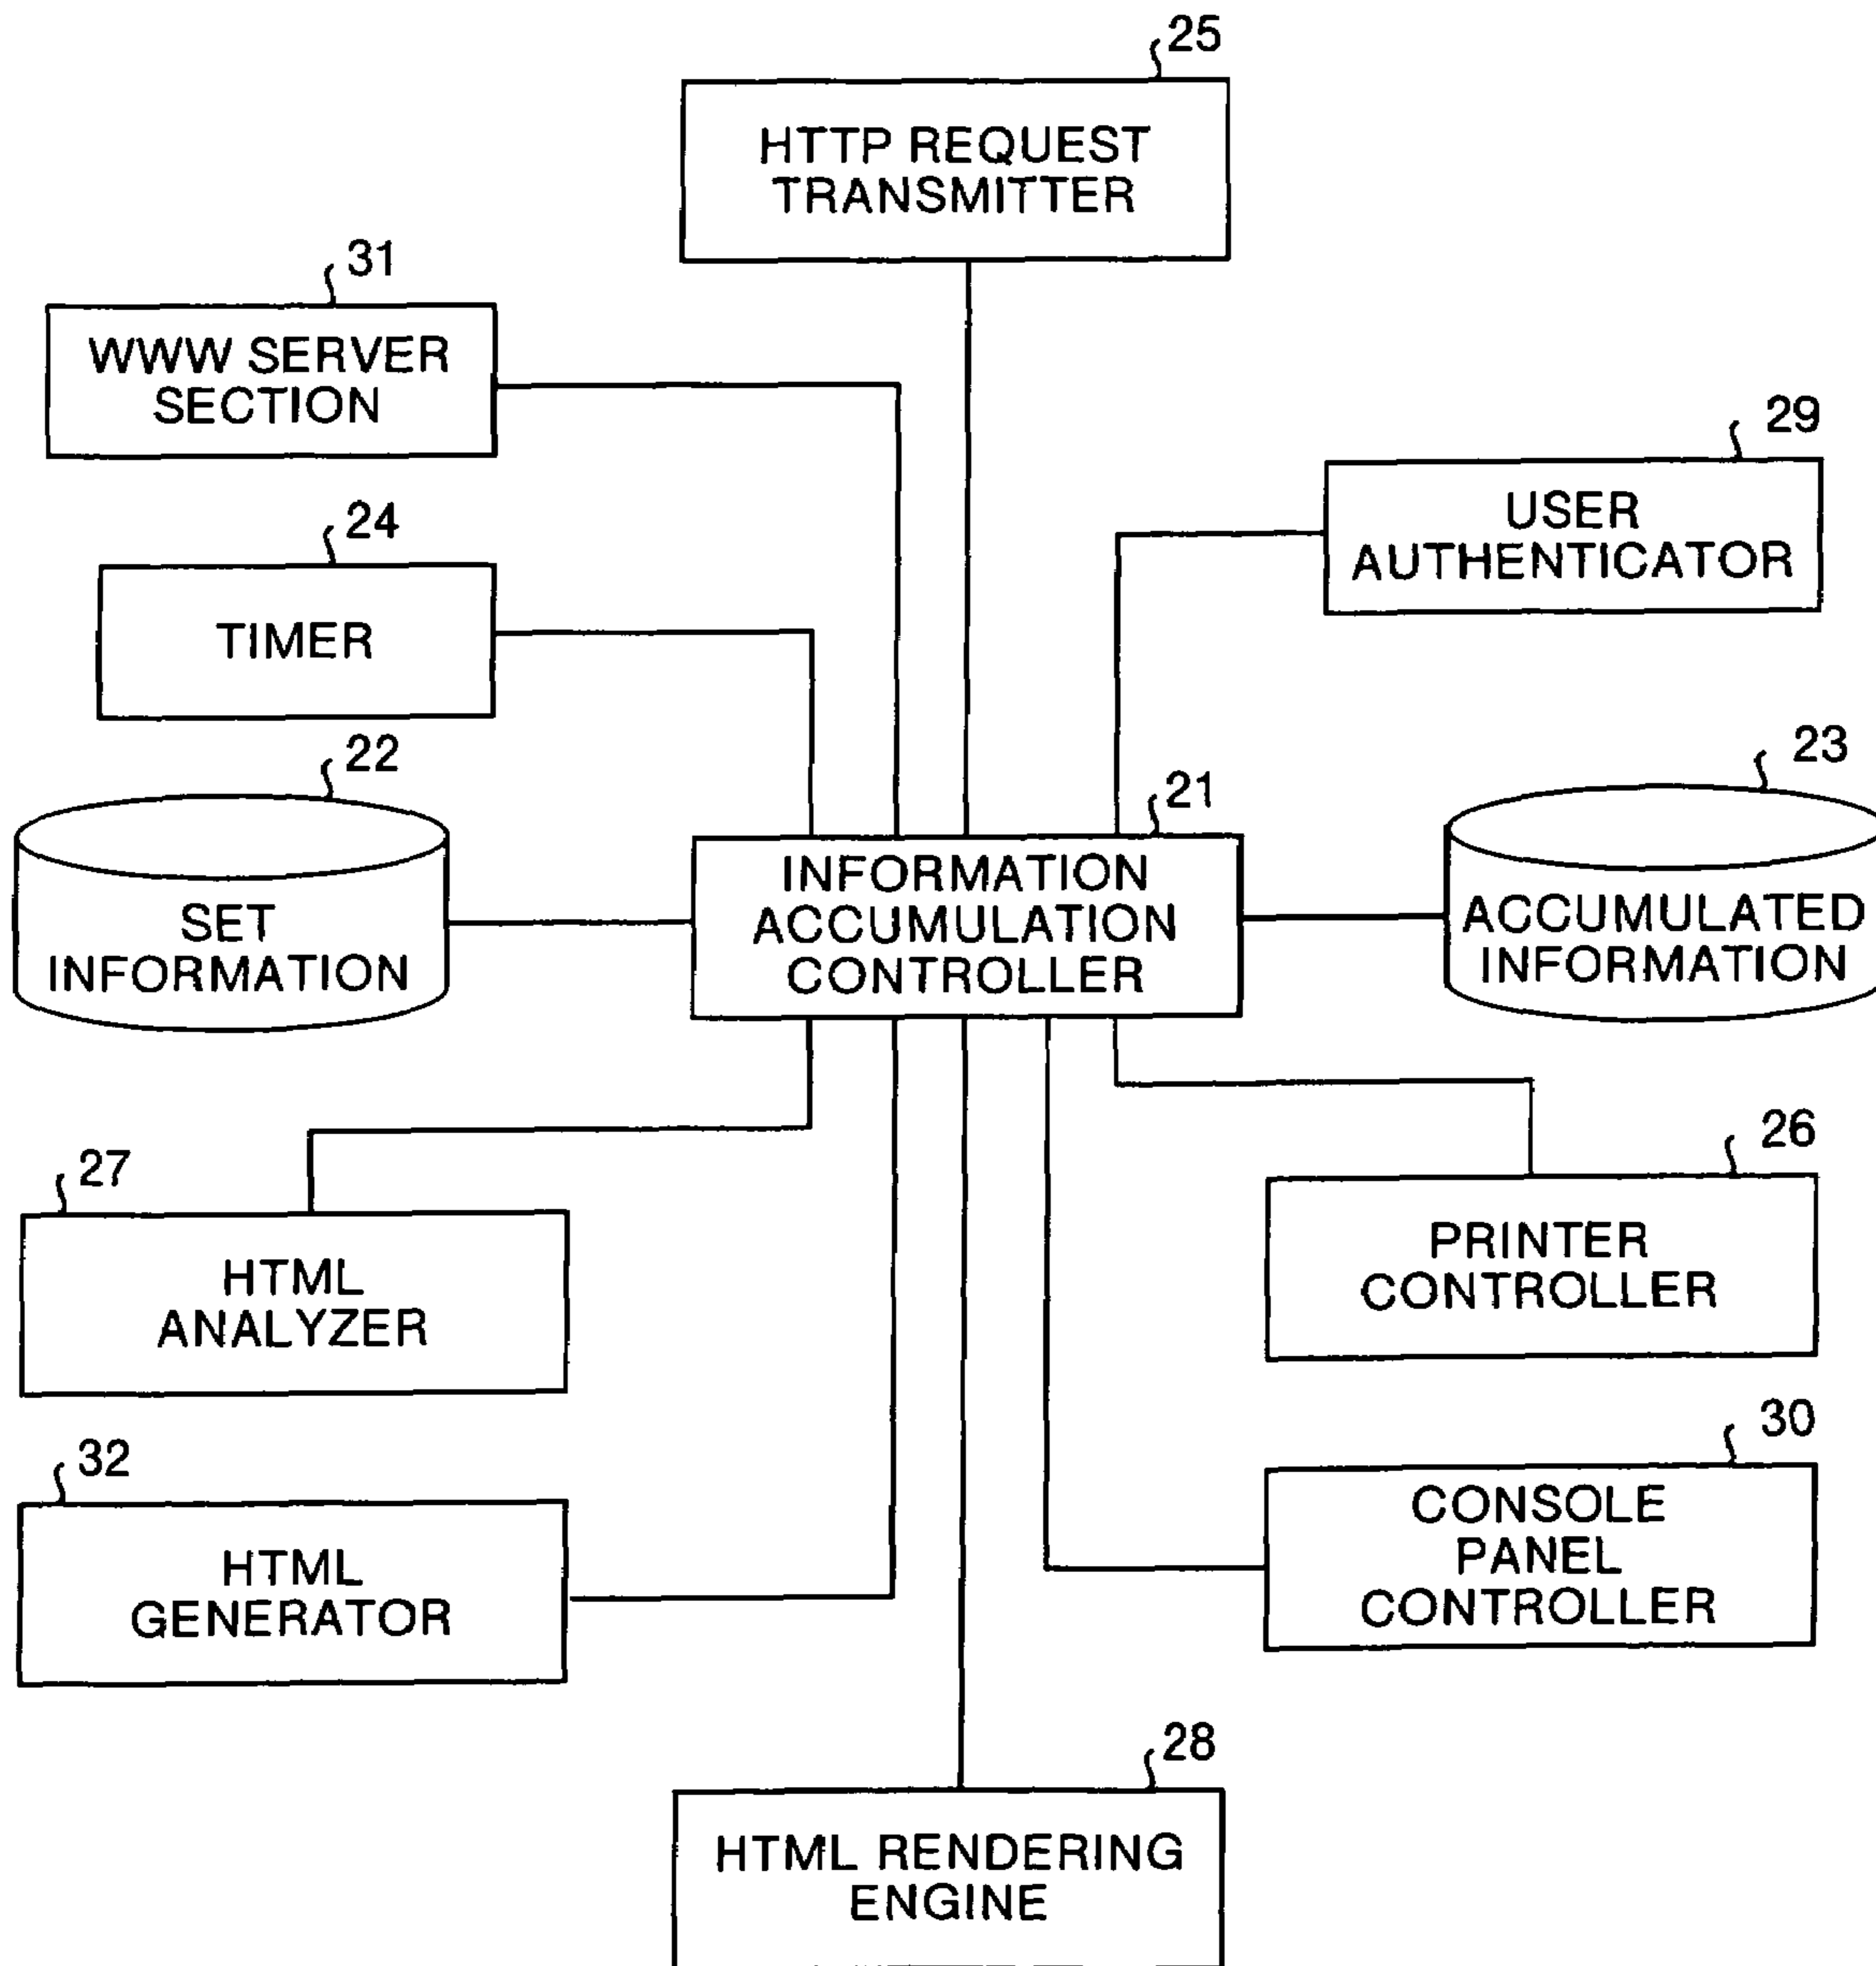 25
HTTP REQUEST
TRANSMITTER
31
WWW SERVER
SECTION
29
USER
AUTHENTICATOR
24
TIMER
22
SET
INFORMATION
21
INFORMATION
ACCUMULATION
CONTROLLER
23
ACCUMULATED
INFORMATION
27
HTML
ANALYZER
26
PRINTER
CONTROLLER
32
HTML
GENERATOR
30
CONSOLE
PANEL
CONTROLLER
28
HTML RENDERING
ENGINE